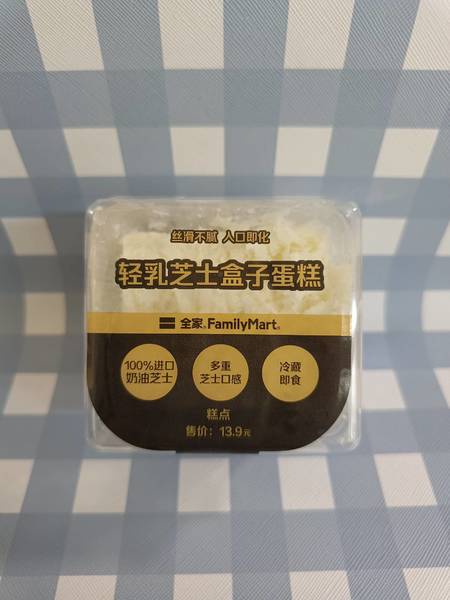 丝滑不腻 入口即化
轻乳芝士盒子蛋糕
全家®FamilyMart®
100%进口
奶油芝士
多重
芝士口感
冷藏
即食
糕点
售价：13.9元